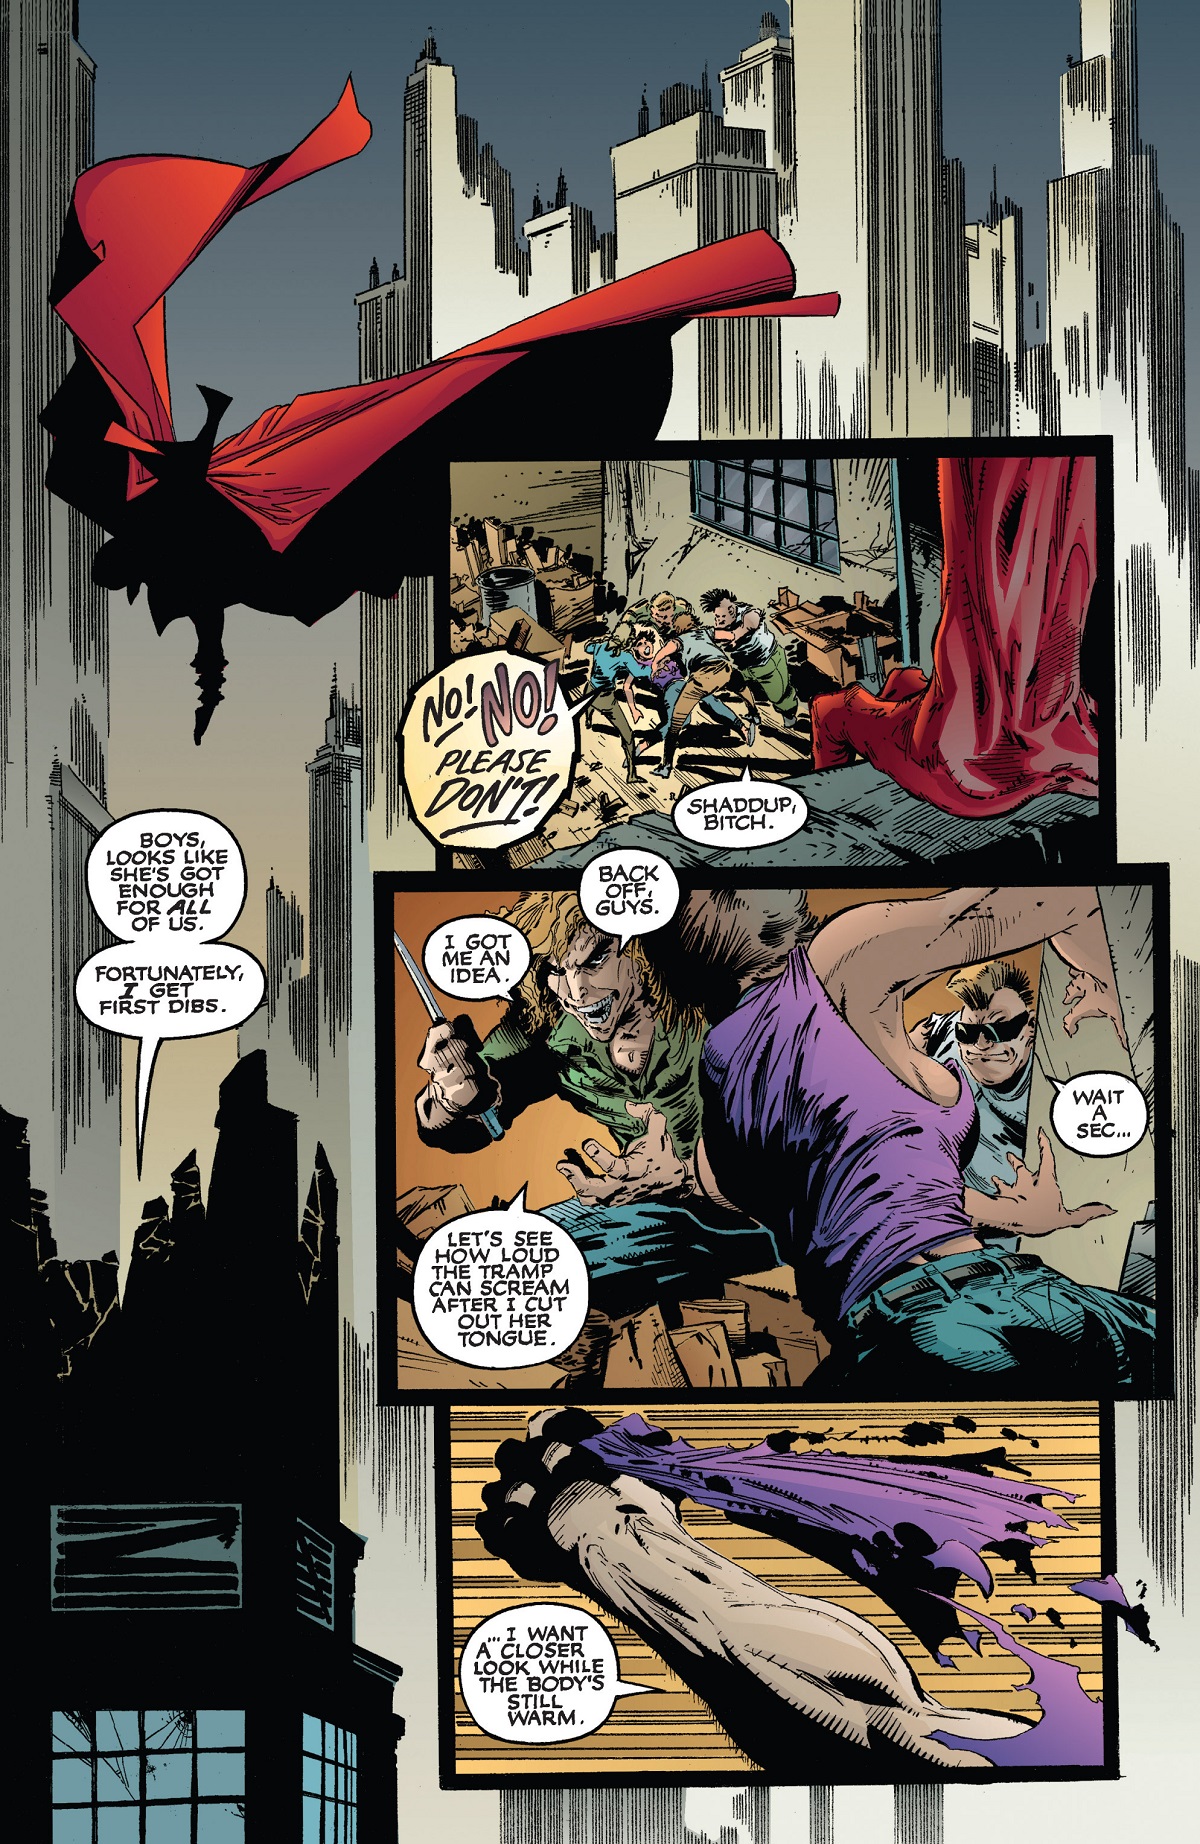 BOYS,
LOOKS LIKE
SHE'S GOT
ENOUGH
FOR ALL
OF US.
FORTUNATELY,
I GET
FIRST DIBS.
NO! NO!
PLEASE
DON'T!
SHADDUP,
BITCH.
BACK
OFF,
GUYS.
I GOT
ME AN
IDEA.
LET'S SEE
HOW LOUD
THE TRAMP
CAN SCREAM
AFTER I CUT
OUT HER
TONGUE.
WAIT
A
SEC...
...I WANT
A CLOSER
LOOK WHILE
THE BODY'S
STILL
WARM.